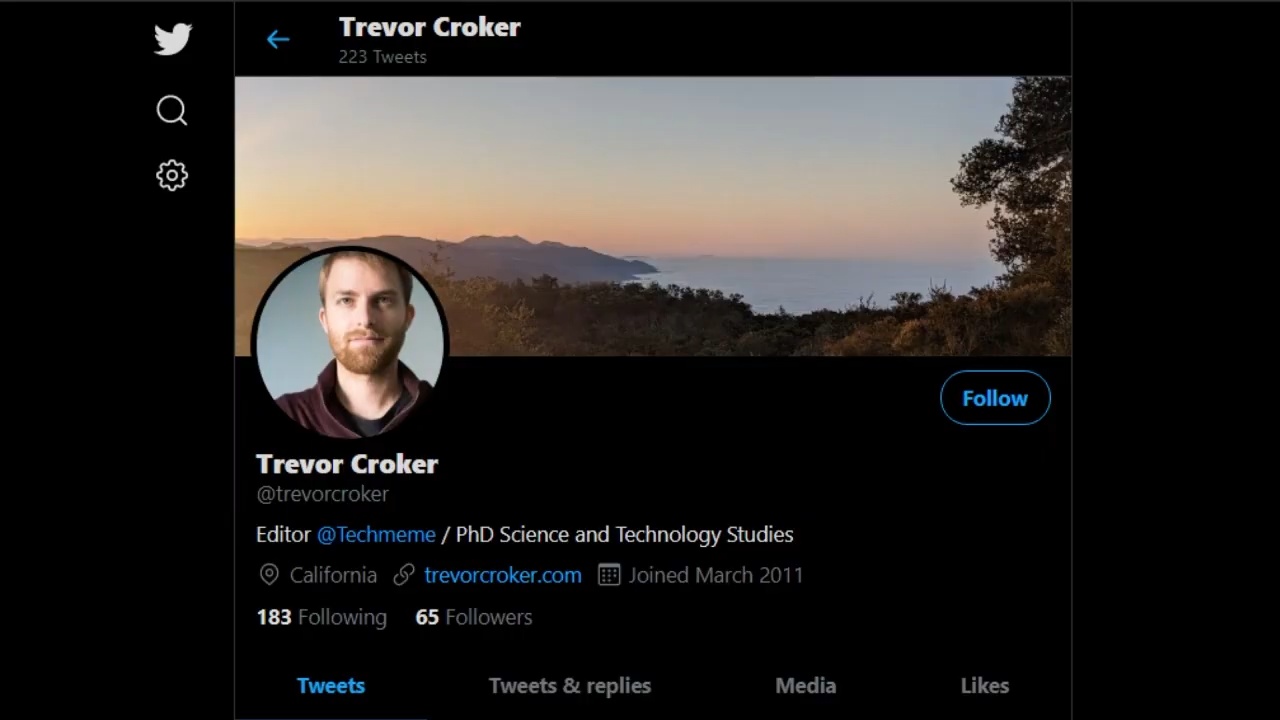 Trevor Croker
223 Tweets
Follow
Trevor Croker
@trevorcroker
Editor @Techmeme / PhD Science and Technology Studies
California trevorcroker.com Joined March 2011
183 Following 65 Followers
Tweets Tweets & replies Media Likes